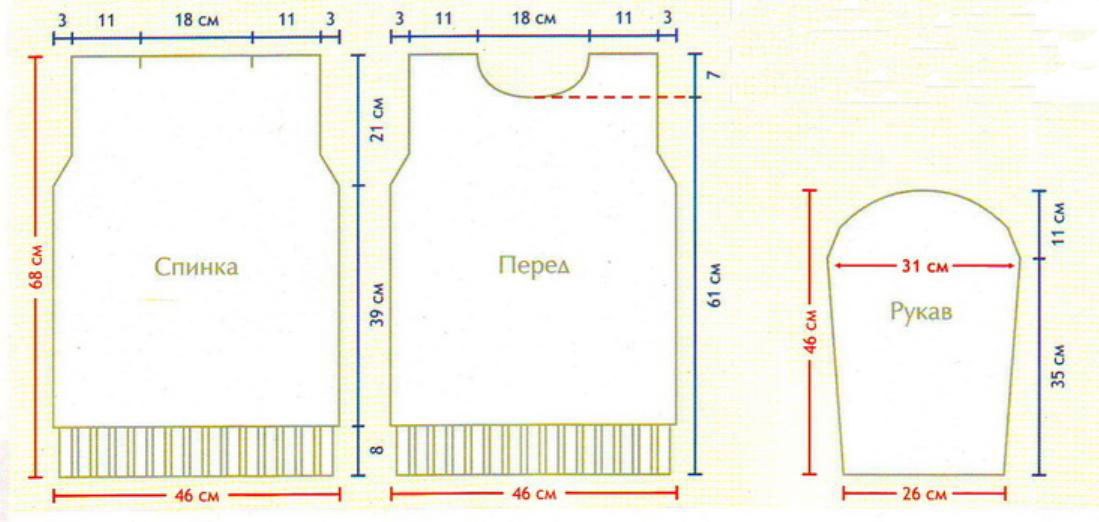 3 11 18 см 11 3
3 11 18 см 11 3
68 см
21 см
39 см
8
Спинка
46 см
7
61 см
Перед
46 см
46 см
31 см
Рукав
11 см
35 см
26 см